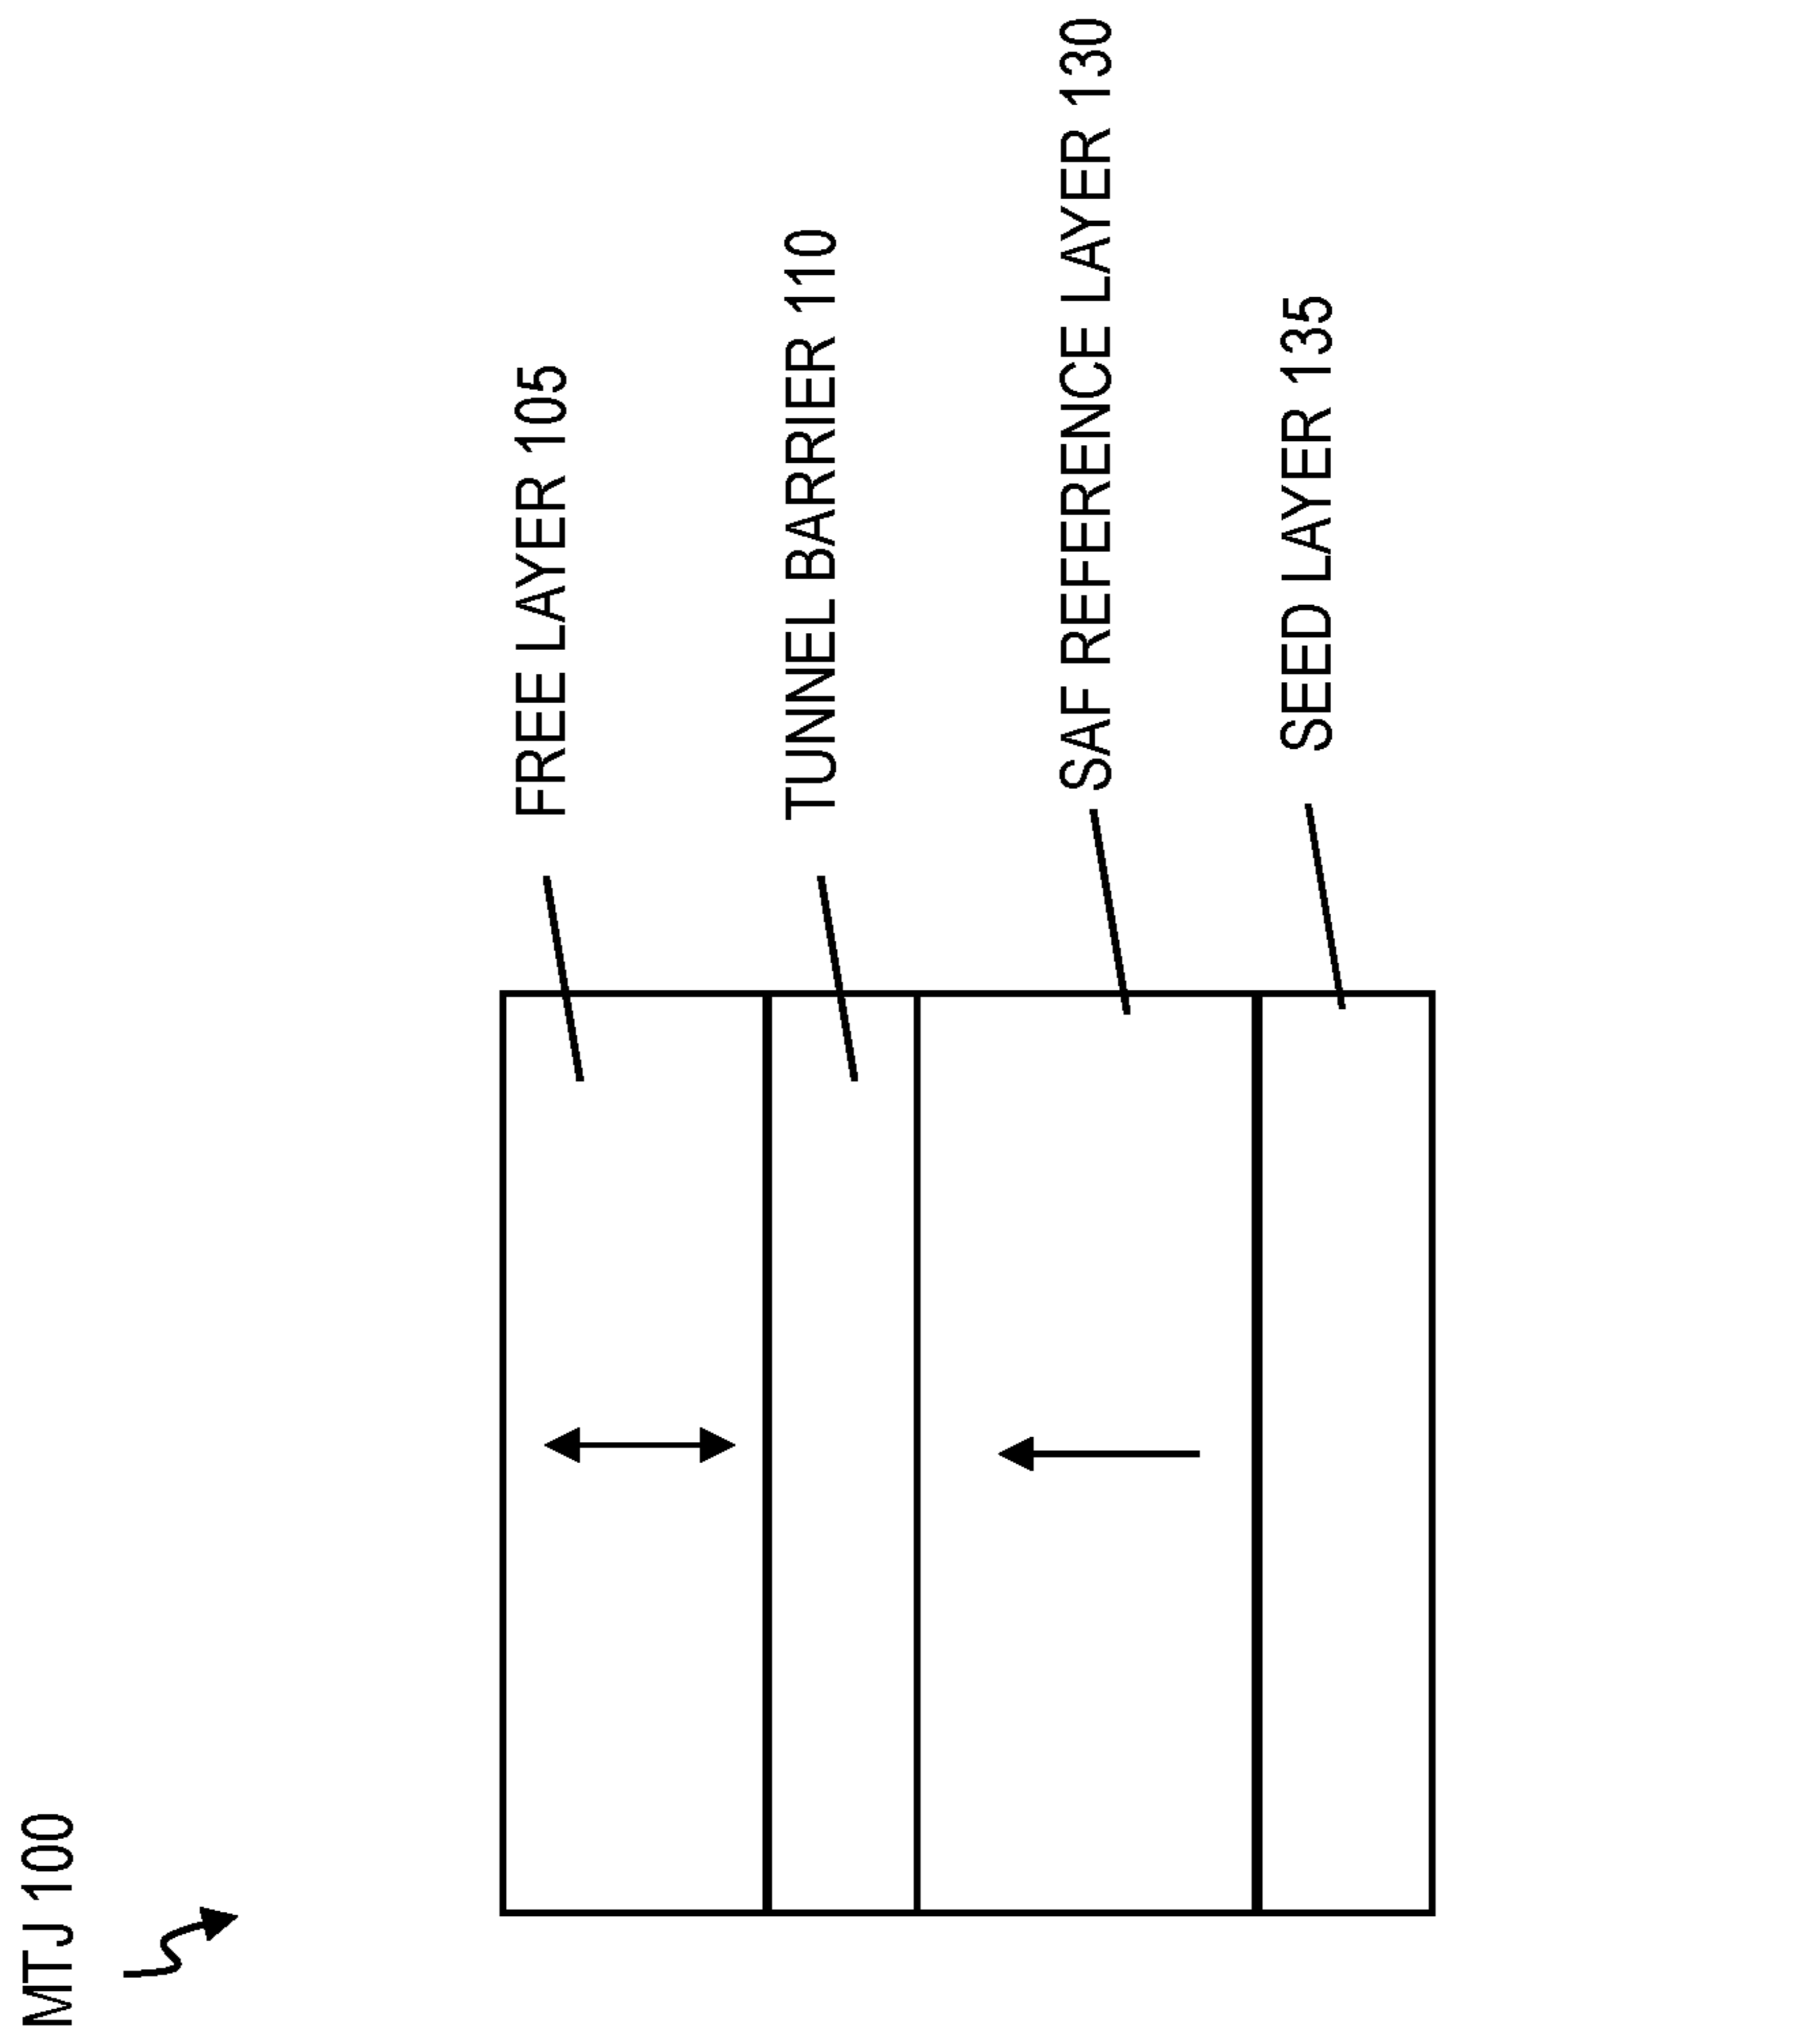 MTJ 100
FREE LAYER 105
TUNNEL BARRIER 110
SAF REFERENCE LAYER 130
SEED LAYER 135